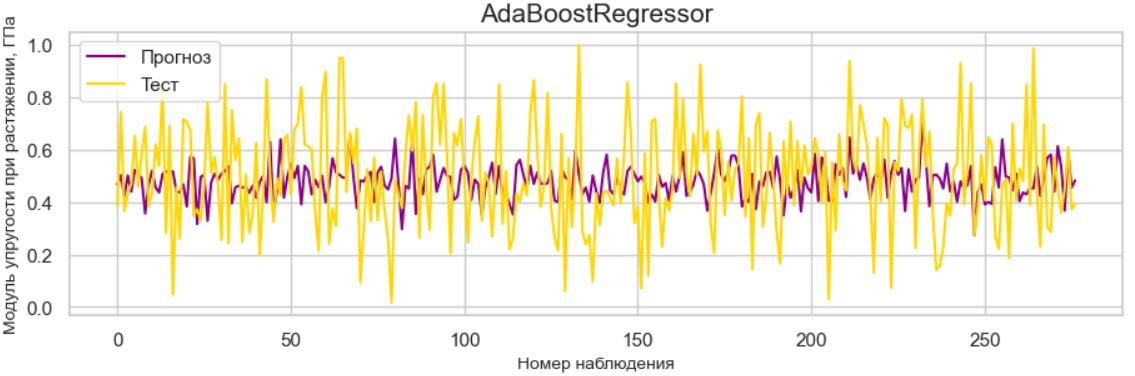 AdaBoostRegressor
Модуль упругости при растяжении, ГПа
1.0
0.8
0.6
0.4
0.2
0.0
Прогноз
Тест
0 50 100 150 200 250
Номер наблюдения